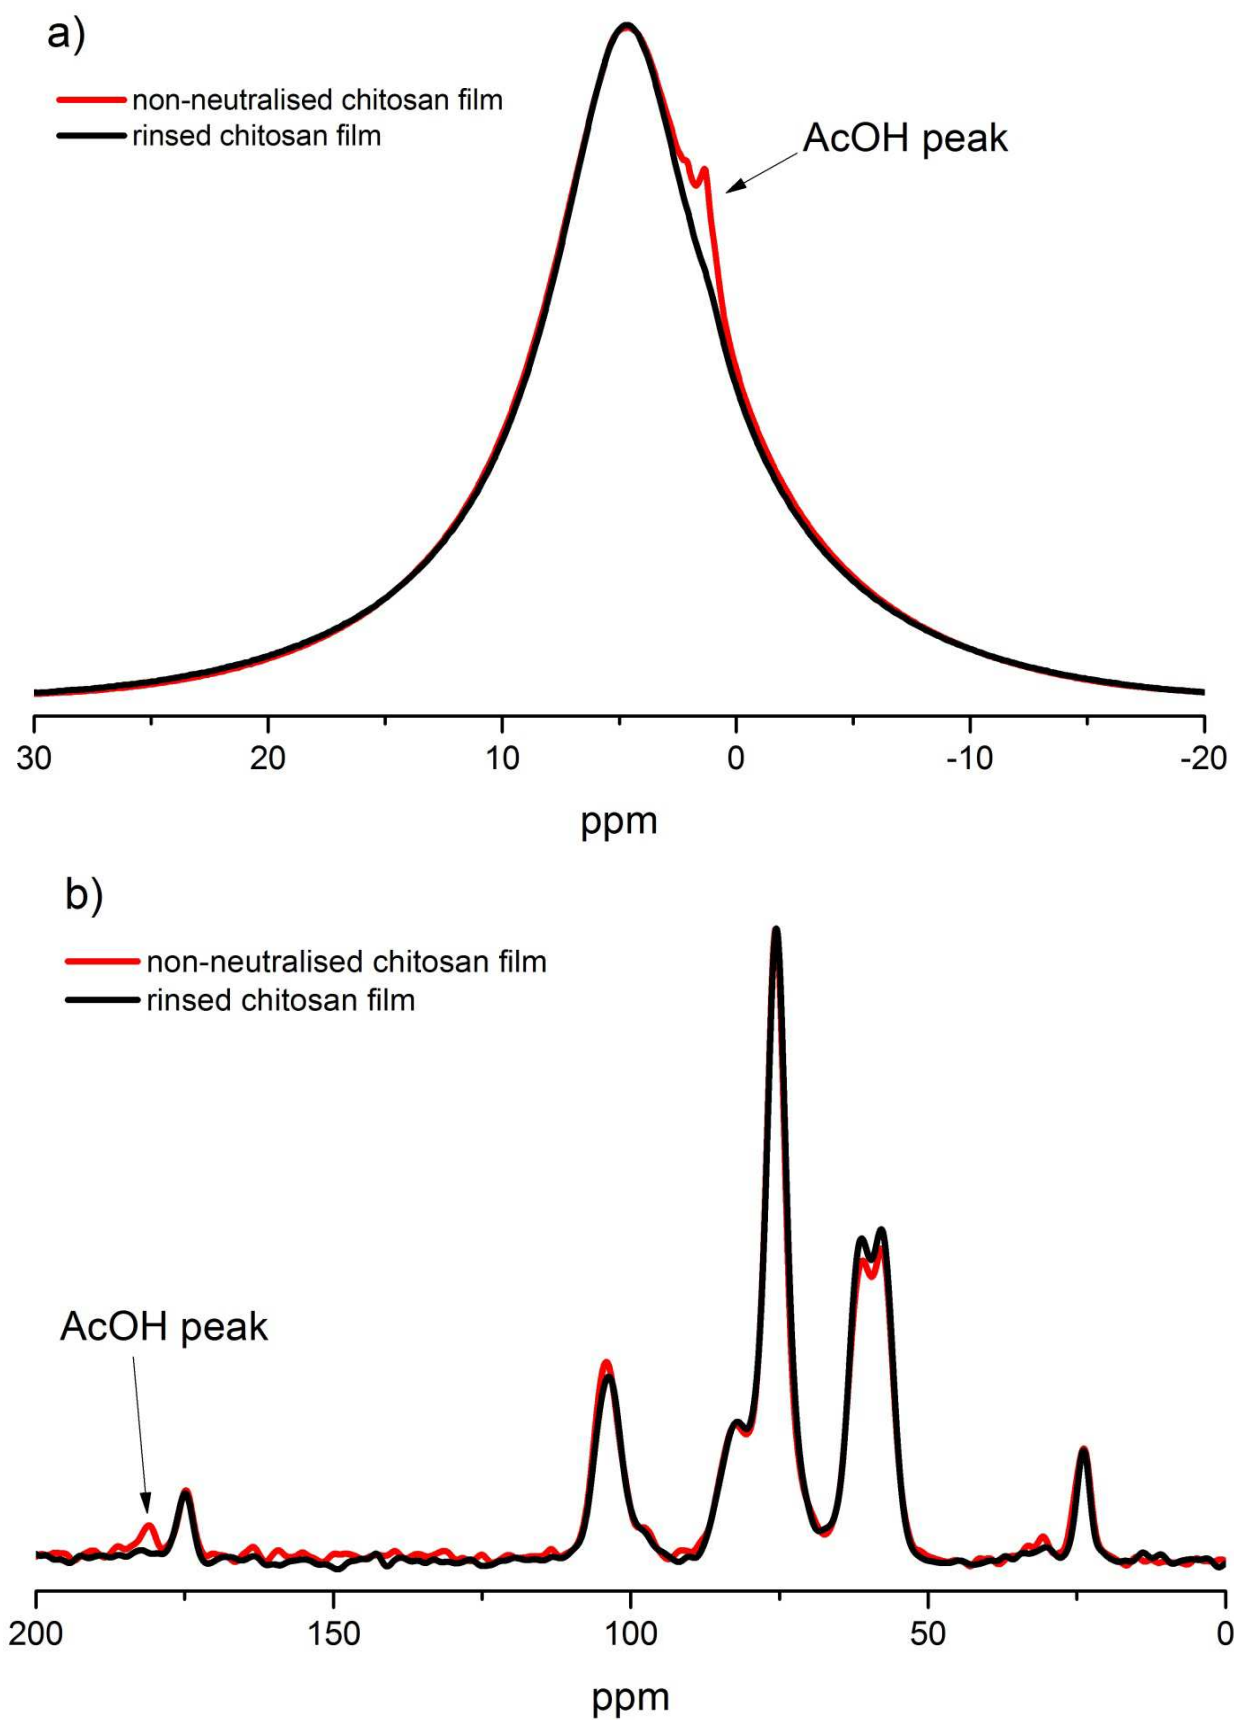 a)
non-neutralised chitosan film
rinsed chitosan film
AcOH peak
30 20 10 0 -10 -20
ppm
b)
non-neutralised chitosan film
rinsed chitosan film
AcOH peak
200 150 100 50 0
ppm